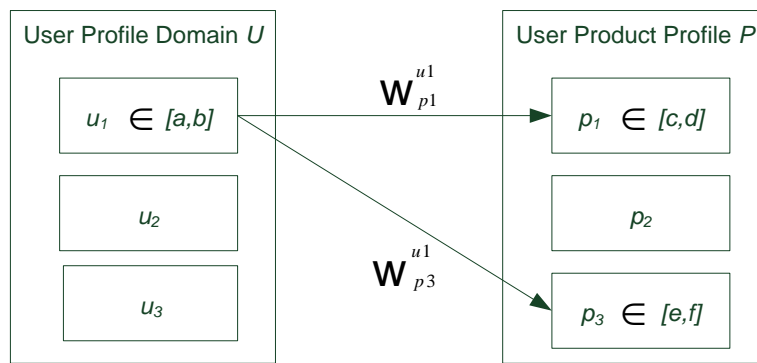 User Profile Domain U
User Product Profile P
W^{u1}_{p1}
u₁ ∈ [a,b]
p₁ ∈ [c,d]
u₂
p₂
W^{u1}_{p3}
u₃
p₃ ∈ [e,f]